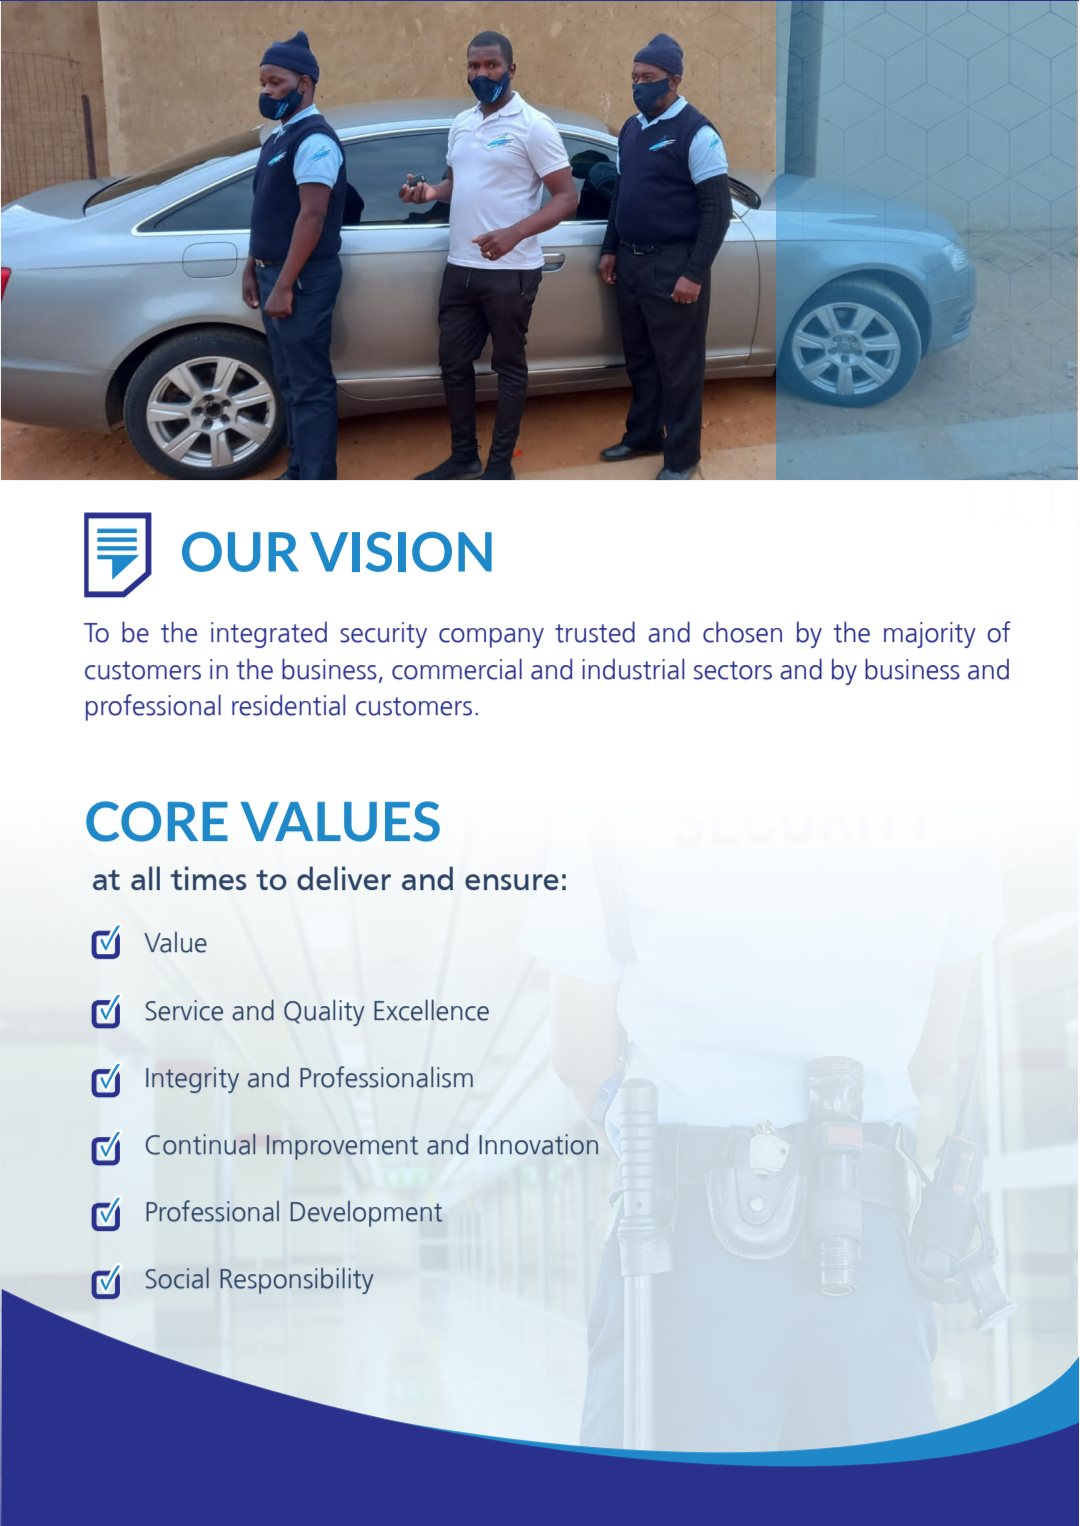 OUR VISION
To be the integrated security company trusted and chosen by the majority of
customers in the business, commercial and industrial sectors and by business and
professional residential customers.
CORE VALUES
SECURITY
at all times to deliver and ensure:
Value
Service and Quality Excellence
Integrity and Professionalism
Continual Improvement and Innovation
Professional Development
Social Responsibility